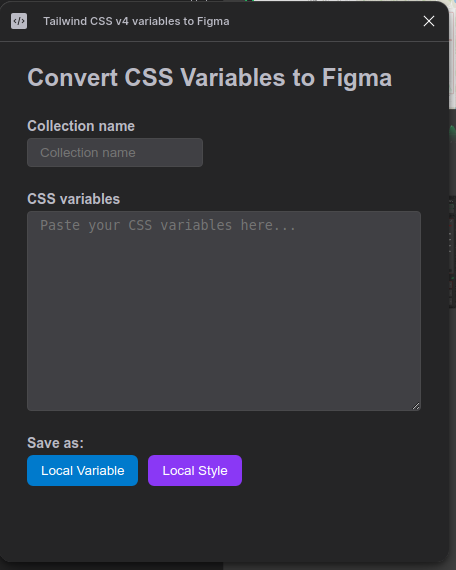 Tailwind CSS v4 variables to Figma
Convert CSS Variables to Figma
Collection name
Collection name
CSS variables
Paste your CSS variables here...
Save as:
Local Variable
Local Style